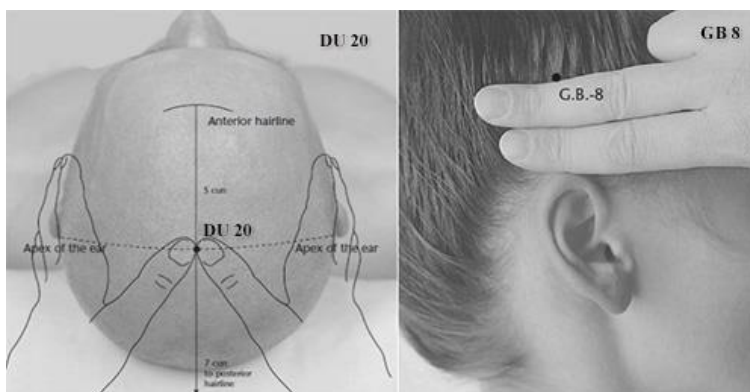 DU 20
Anterior hairline
5 cun
DU 20
Apex of the ear
Apex of the ear
7 cun
to posterior
hairline
GB 8
G.B.-8